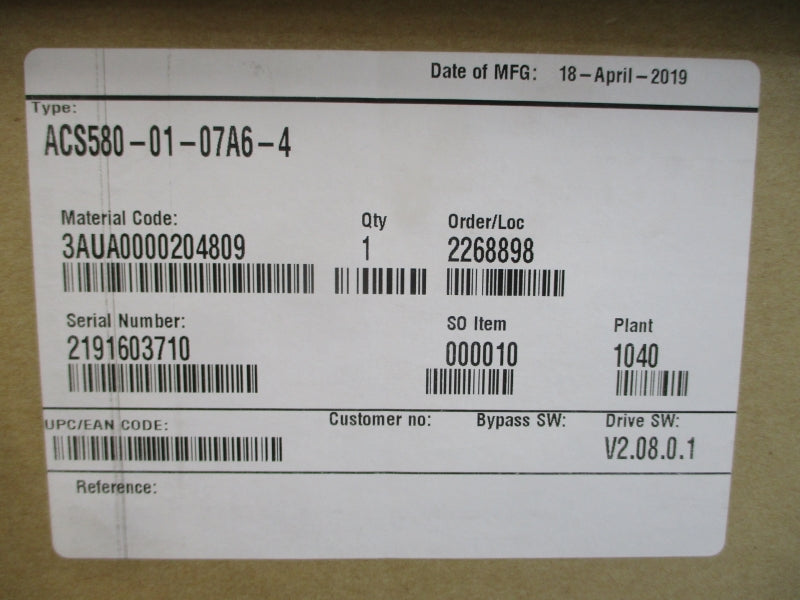 Date of MFG: 18-April-2019
Type:
ACS580-01-07A6-4
Material Code: Qty Order/Loc
3AUA0000204809 1 2268898
Serial Number: SO Item Plant
2191603710 000010 1040
UPC/EAN CODE: Customer no: Bypass SW: Drive SW:
V2.08.0.1
Reference: